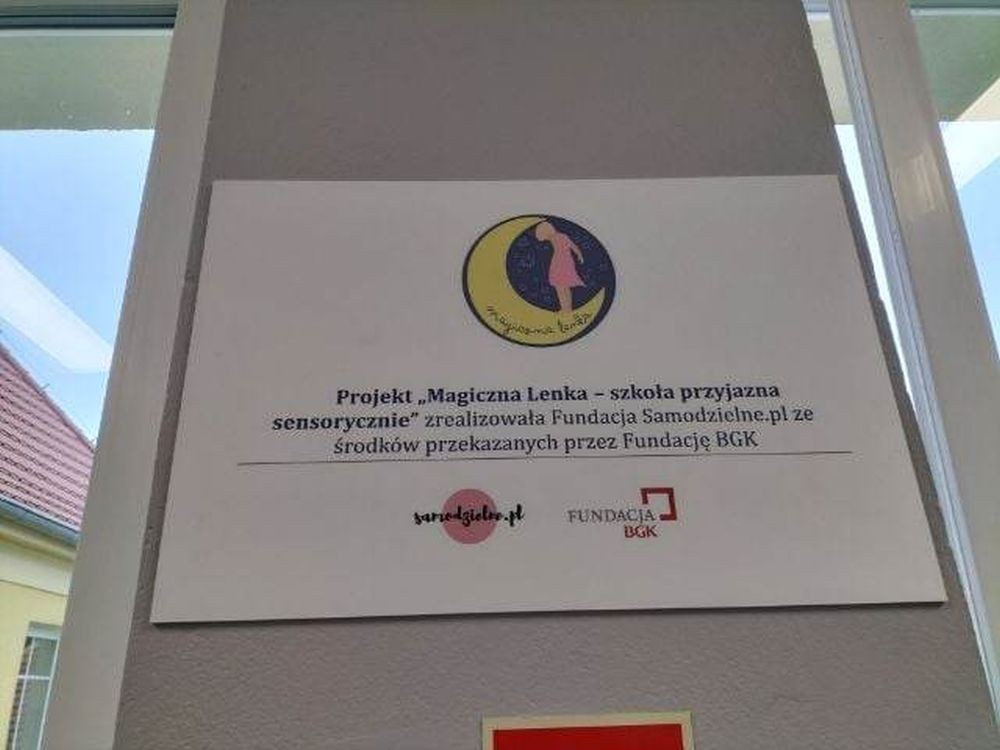 magiczna lenka
Projekt „Magiczna Lenka – szkoła przyjazna
sensorycznie” zrealizowała Fundacja Samodzielne.pl ze
środków przekazanych przez Fundację BGK
samodzielne.pl
FUNDACJA
BGK